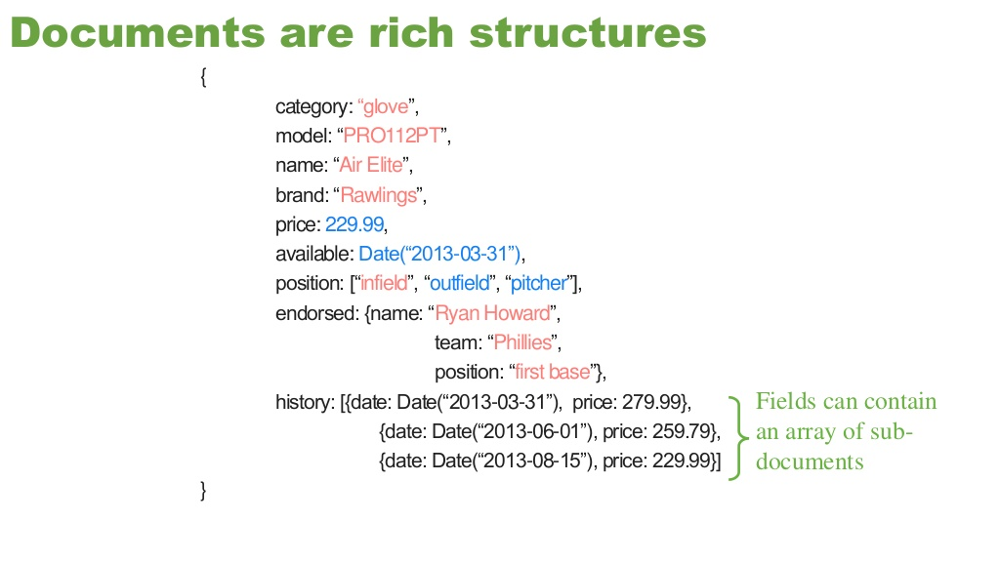 Documents are rich structures
{
category: “glove”,
model: “PRO112PT”,
name: “Air Elite”,
brand: “Rawlings”,
price: 229.99,
available: Date(“2013-03-31”),
position: [“infield”, “outfield”, “pitcher”],
endorsed: {name: “Ryan Howard”,
team: “Phillies”,
position: “first base”},
history: [{date: Date(“2013-03-31”),  price: 279.99},
{date: Date(“2013-06-01”), price: 259.79},
{date: Date(“2013-08-15”), price: 229.99}]
}
Fields can contain
an array of sub-
documents